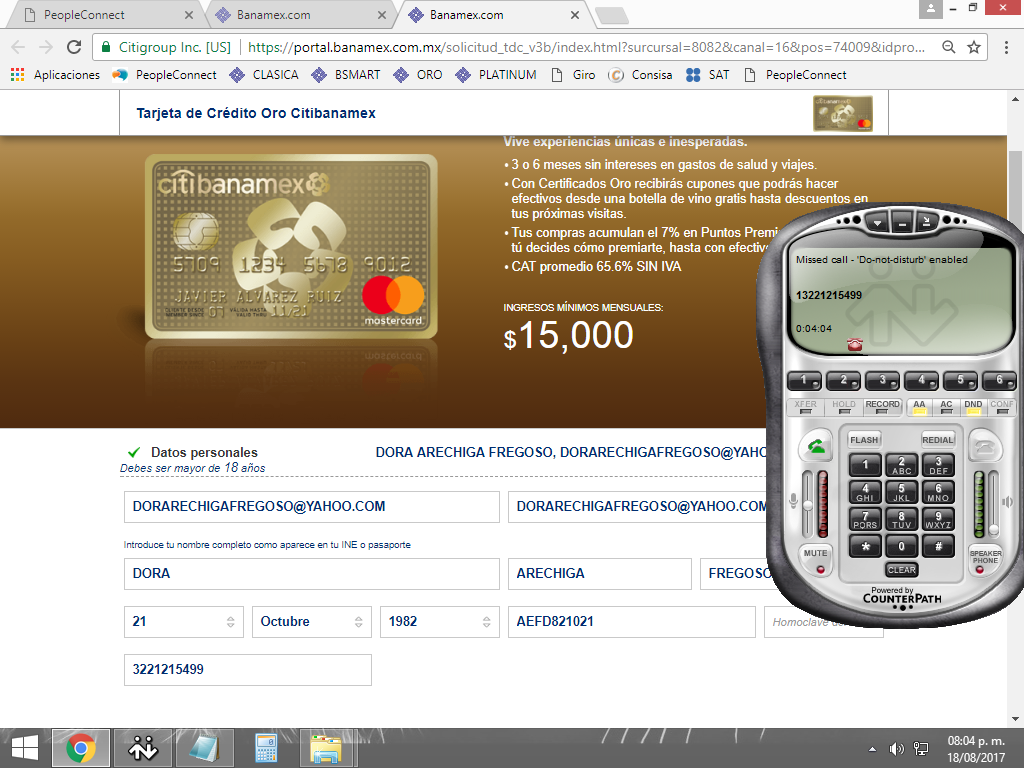 PeopleConnect
Banamex.com
Banamex.com
Citigroup Inc. [US]
https://portal.banamex.com.mx/solicitud_tdc_v3b/index.html?surcursal=8082&canal=16&pos=74009&idpro...
Aplicaciones
PeopleConnect
CLASICA
BSMART
ORO
PLATINUM
Giro
Consisa
SAT
PeopleConnect
Tarjeta de Crédito Oro Citibanamex
citibanamex
5709 1234 5678 9012
JAVIER ALVAREZ RUIZ
mastercard
Vive experiencias únicas e inesperadas.
• 3 o 6 meses sin intereses en gastos de salud y viajes.
• Con Certificados Oro recibirás cupones que podrás hacer
efectivos desde una botella de vino gratis hasta descuentos en
tus próximas visitas.
• Tus compras acumulan el 7% en Puntos Premi
tú decides cómo premiarte, hasta con efectiv
• CAT promedio 65.6% SIN IVA
INGRESOS MÍNIMOS MENSUALES:
$15,000
Datos personales
Debes ser mayor de 18 años
DORA ARECHIGA FREGOSO, DORARECHIGAFREGOSO@YAHO
DORARECHIGAFREGOSO@YAHOO.COM
DORARECHIGAFREGOSO@YAHOO.COM
Introduce tu nombre completo como aparece en tu INE o pasaporte
DORA
ARECHIGA
FREGOSO
21
Octubre
1982
AEFD821021
Homoclave de
3221215499
Missed call - 'Do-not-disturb' enabled
13221215499
0:04:04
1 2 3 4 5 6
XFER HOLD RECORD AA AC DND CONF
FLASH
REDIAL
1 2 ABC 3 DEF
4 GHI 5 JKL 6 MNO
7 PQRS 8 TUV 9 WXYZ
* 0 #
MUTE
CLEAR
SPEAKER
PHONE
Powered by
COUNTERPATH
08:04 p. m.
18/08/2017